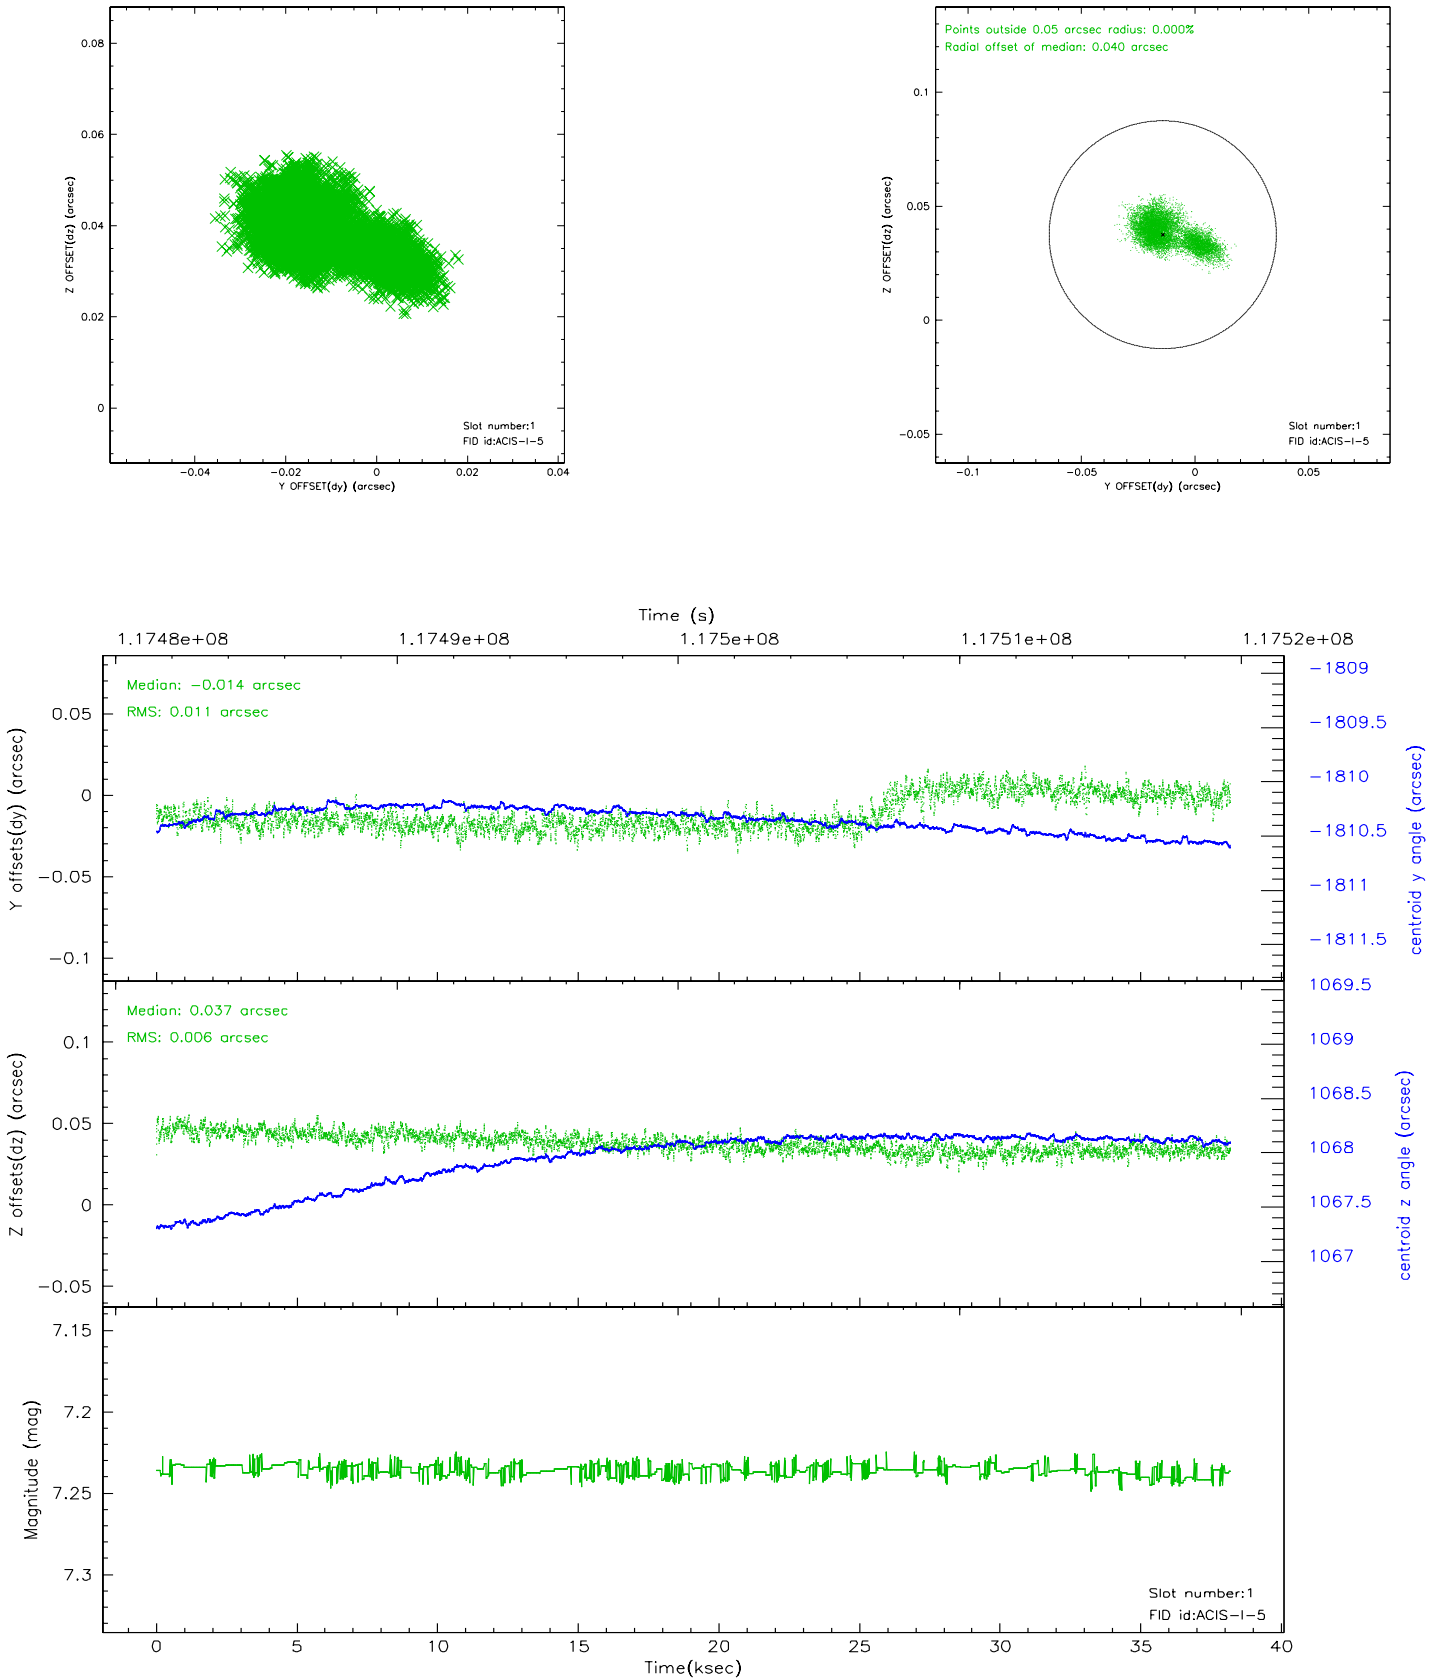 0.08
0.06
0.04
0.02
0
Z OFFSET(dz) (arcsec)
Slot number:1
FID id:ACIS-I-5
-0.04 -0.02 0 0.02 0.04
Y OFFSET(dy) (arcsec)
Points outside 0.05 arcsec radius: 0.000%
Radial offset of median: 0.040 arcsec
0.1
0.05
0
-0.05
Z OFFSET(dz) (arcsec)
Slot number:1
FID id:ACIS-I-5
-0.1 -0.05 0 0.05
Y OFFSET(dy) (arcsec)
Time (s)
1.1748e+08 1.1749e+08 1.175e+08 1.1751e+08 1.1752e+08
Median: -0.014 arcsec
RMS: 0.011 arcsec
0.05
0
-0.05
-0.1
Y offsets(dy) (arcsec)
-1809
-1809.5
-1810
-1810.5
-1811
-1811.5
centroid y angle (arcsec)
Median: 0.037 arcsec
RMS: 0.006 arcsec
0.1
0.05
0
-0.05
Z offsets(dz) (arcsec)
1069.5
1069
1068.5
1068
1067.5
1067
centroid z angle (arcsec)
7.15
7.2
7.25
7.3
Magnitude (mag)
Slot number:1
FID id:ACIS-I-5
0 5 10 15 20 25 30 35 40
Time(ksec)